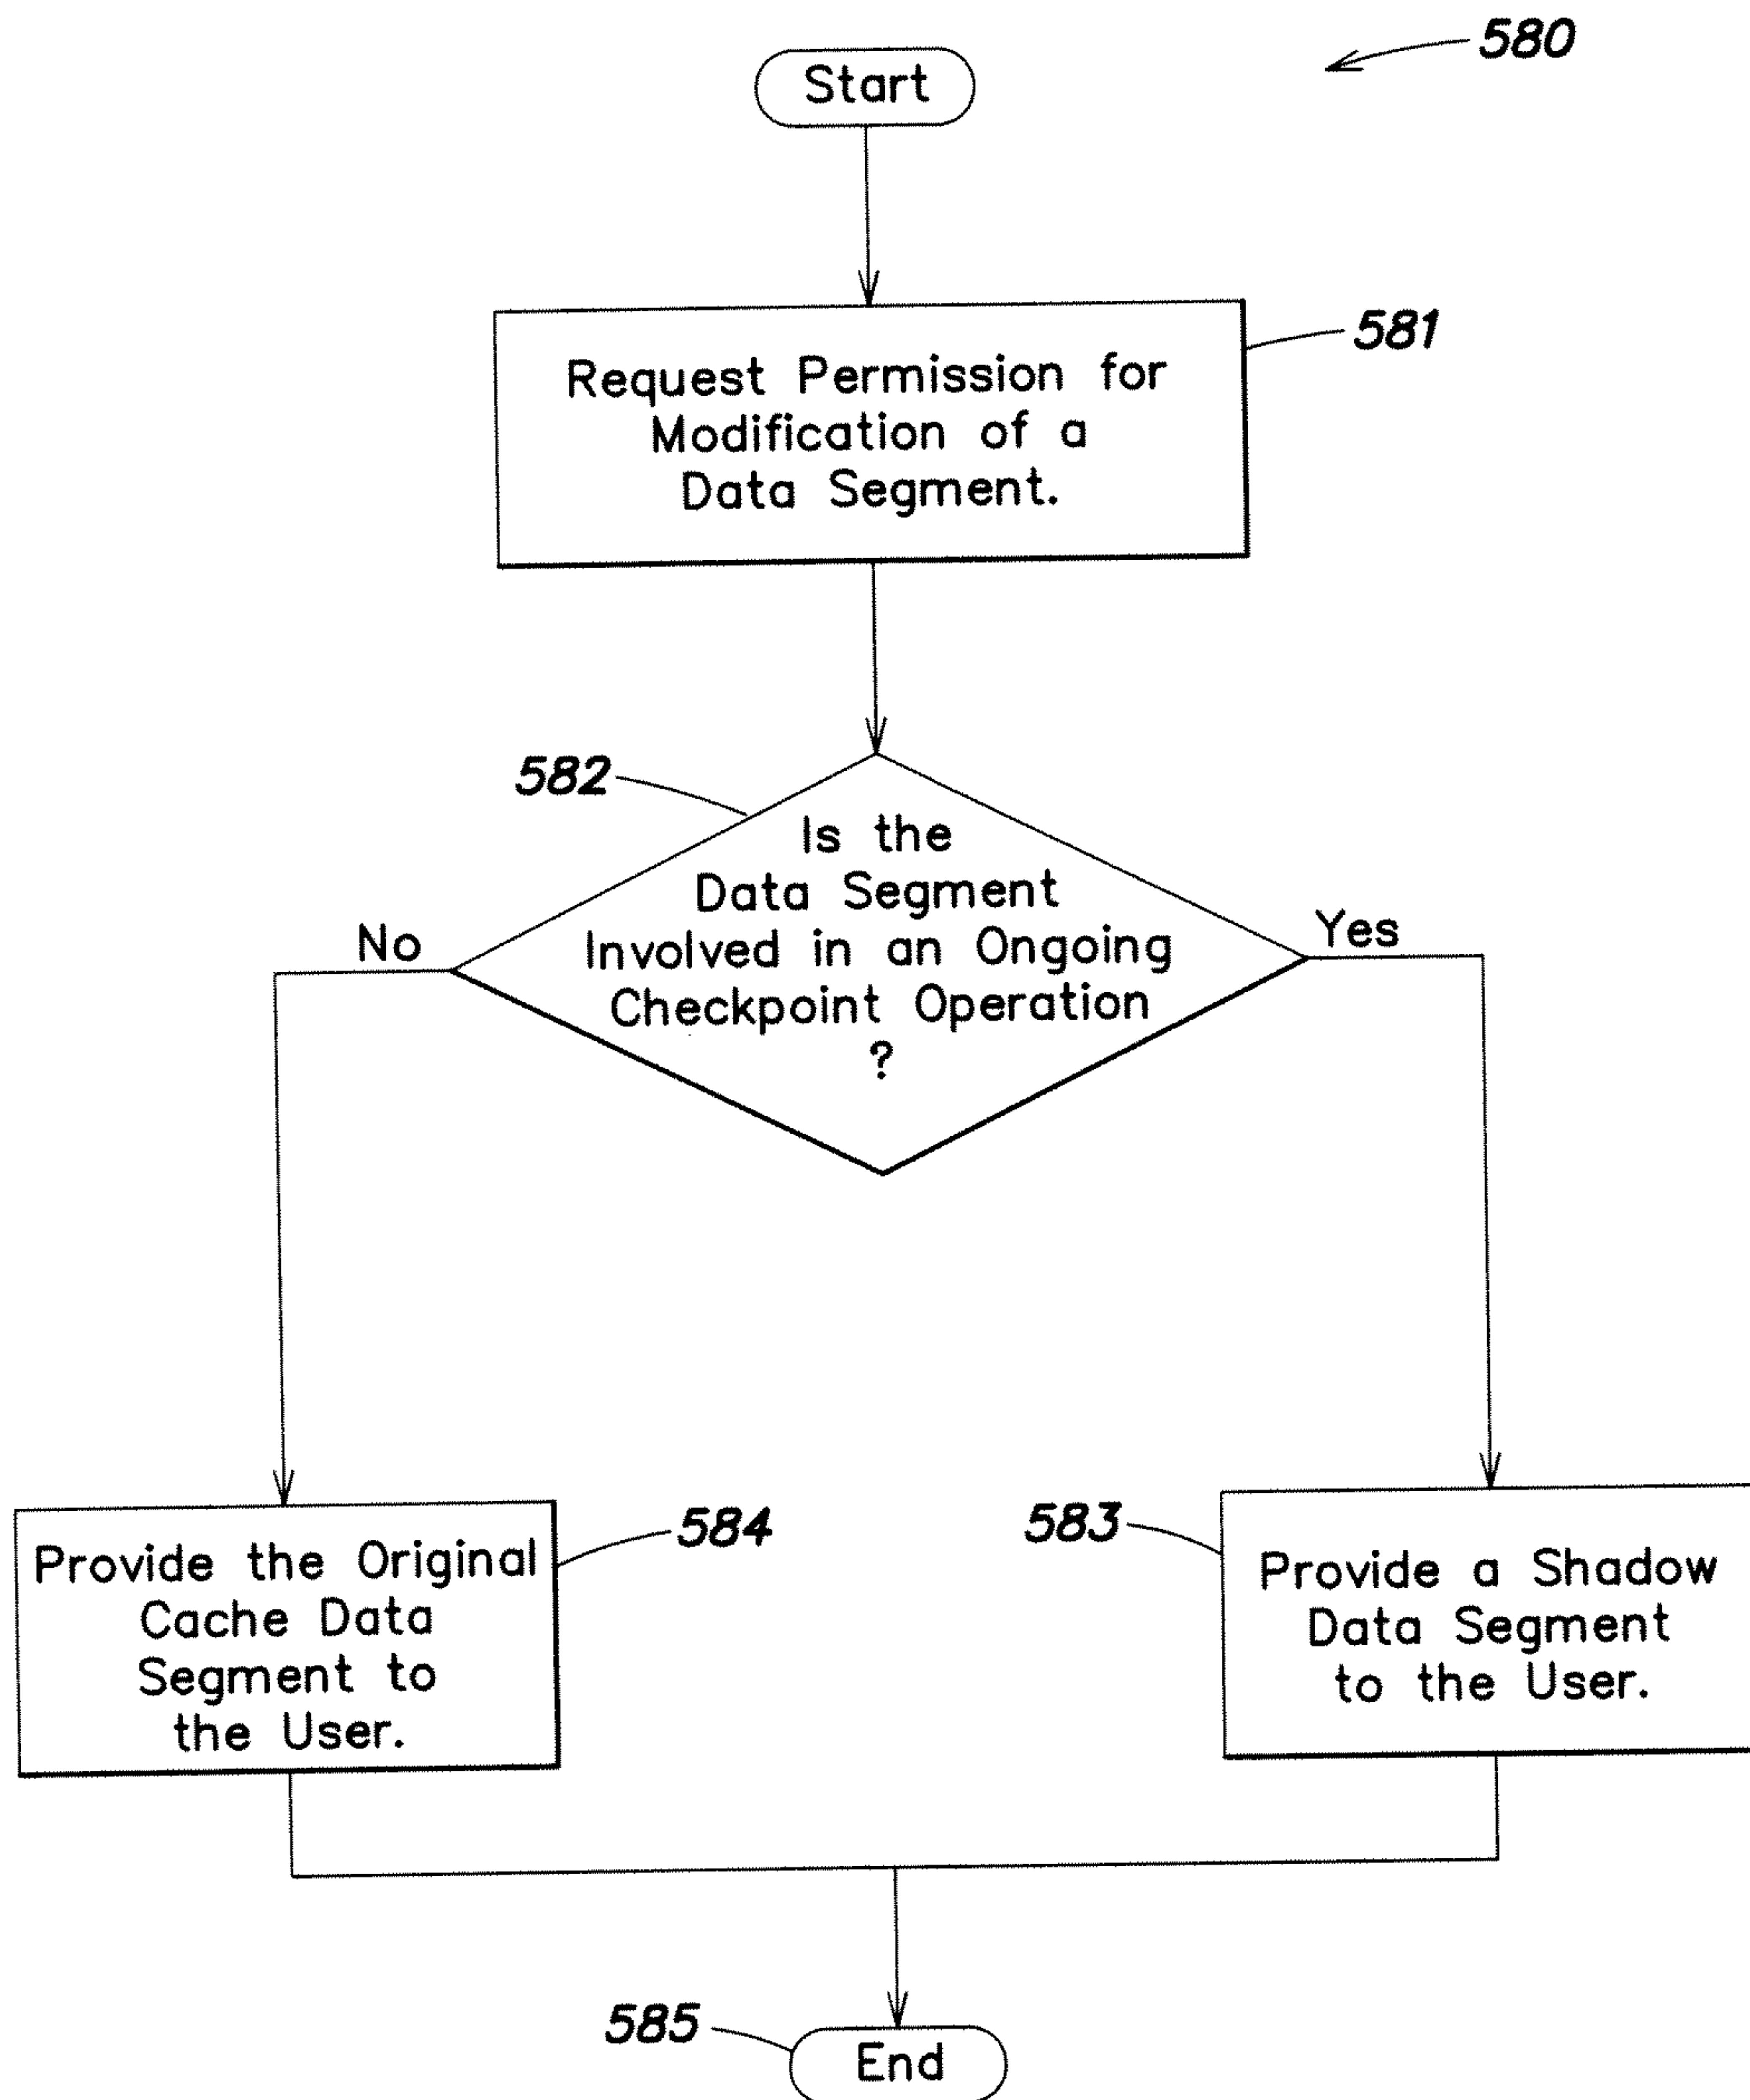 580
Start
581
Request Permission for
Modification of a
Data Segment.
582
Is the
Data Segment
Involved in an Ongoing
Checkpoint Operation
?
No
Yes
584
Provide the Original
Cache Data
Segment to
the User.
583
Provide a Shadow
Data Segment
to the User.
585
End